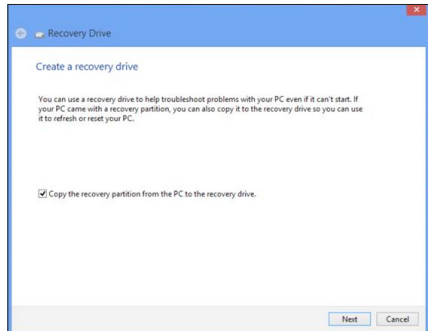 Recovery Drive
Create a recovery drive
You can use a recovery drive to help troubleshoot problems with your PC even if it can't start. If
your PC came with a recovery partition, you can also copy it to the recovery drive so you can use
it to refresh or reset your PC.
Copy the recovery partition from the PC to the recovery drive.
Next Cancel